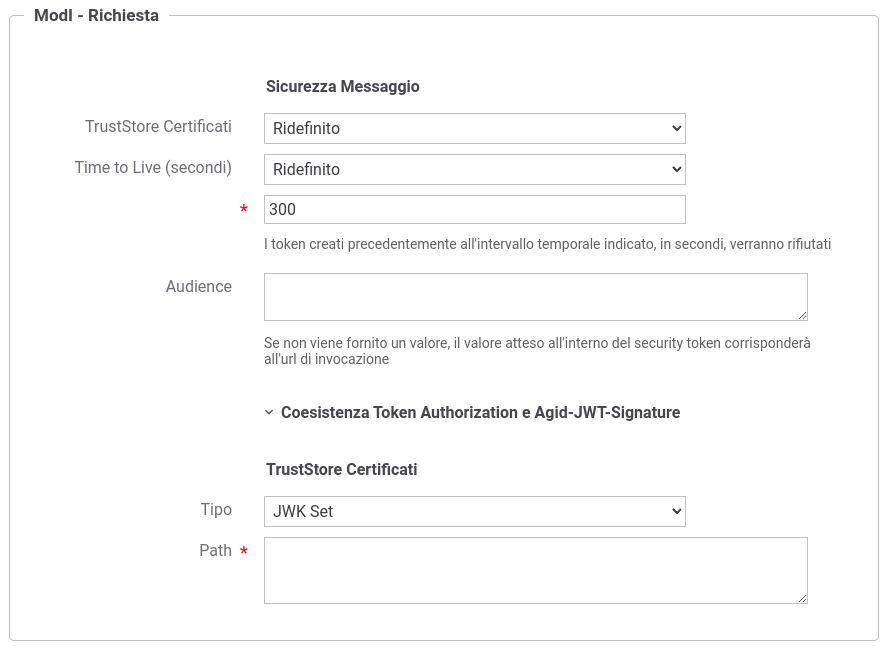 ModI - Richiesta
Sicurezza Messaggio
TrustStore Certificati
Ridefinito
Time to Live (secondi)
Ridefinito
* 300
I token creati precedentemente all'intervallo temporale indicato, in secondi, verranno rifiutati
Audience
Se non viene fornito un valore, il valore atteso all'interno del security token corrisponderà
all'url di invocazione
Coesistenza Token Authorization e Agid-JWT-Signature
TrustStore Certificati
Tipo
JWK Set
Path *